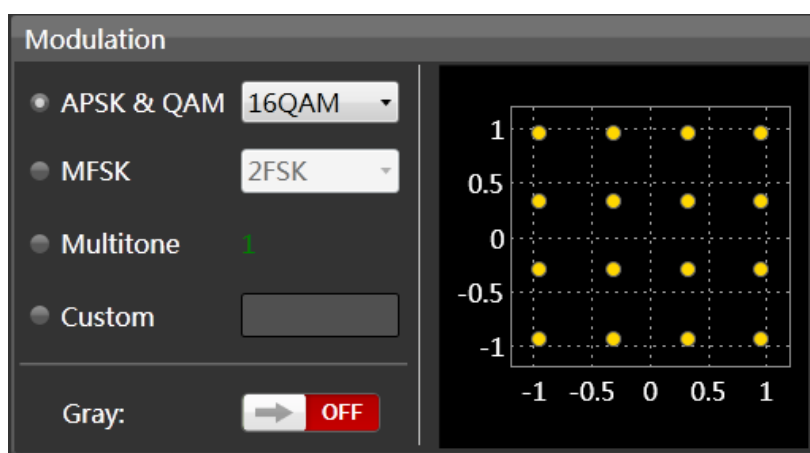 Modulation
APSK & QAM 16QAM
MFSK 2FSK
Multitone 1
Custom
Gray: OFF
1
0.5
0
-0.5
-1
-1 -0.5 0 0.5 1